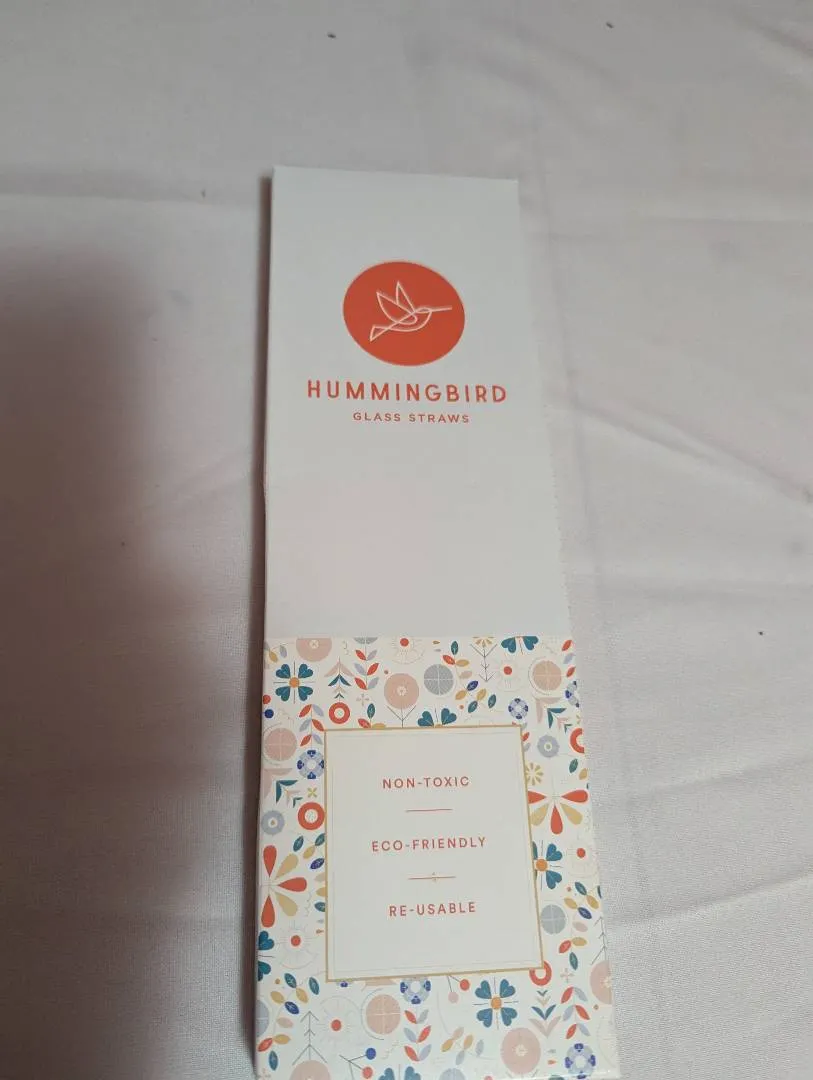 HUMMINGBIRD
GLASS STRAWS
NON-TOXIC
ECO-FRIENDLY
RE-USABLE